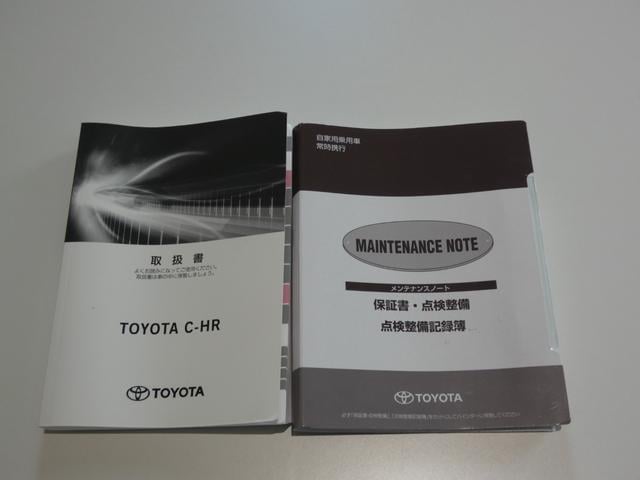 取扱書
よくお読みになってご使用ください。
取扱書は車の中に保管しましょう。
TOYOTA C-HR
TOYOTA
自家用乗用車
常時携行
MAINTENANCE NOTE
メンテナンスノート
保証書・点検整備
点検整備記録簿
TOYOTA